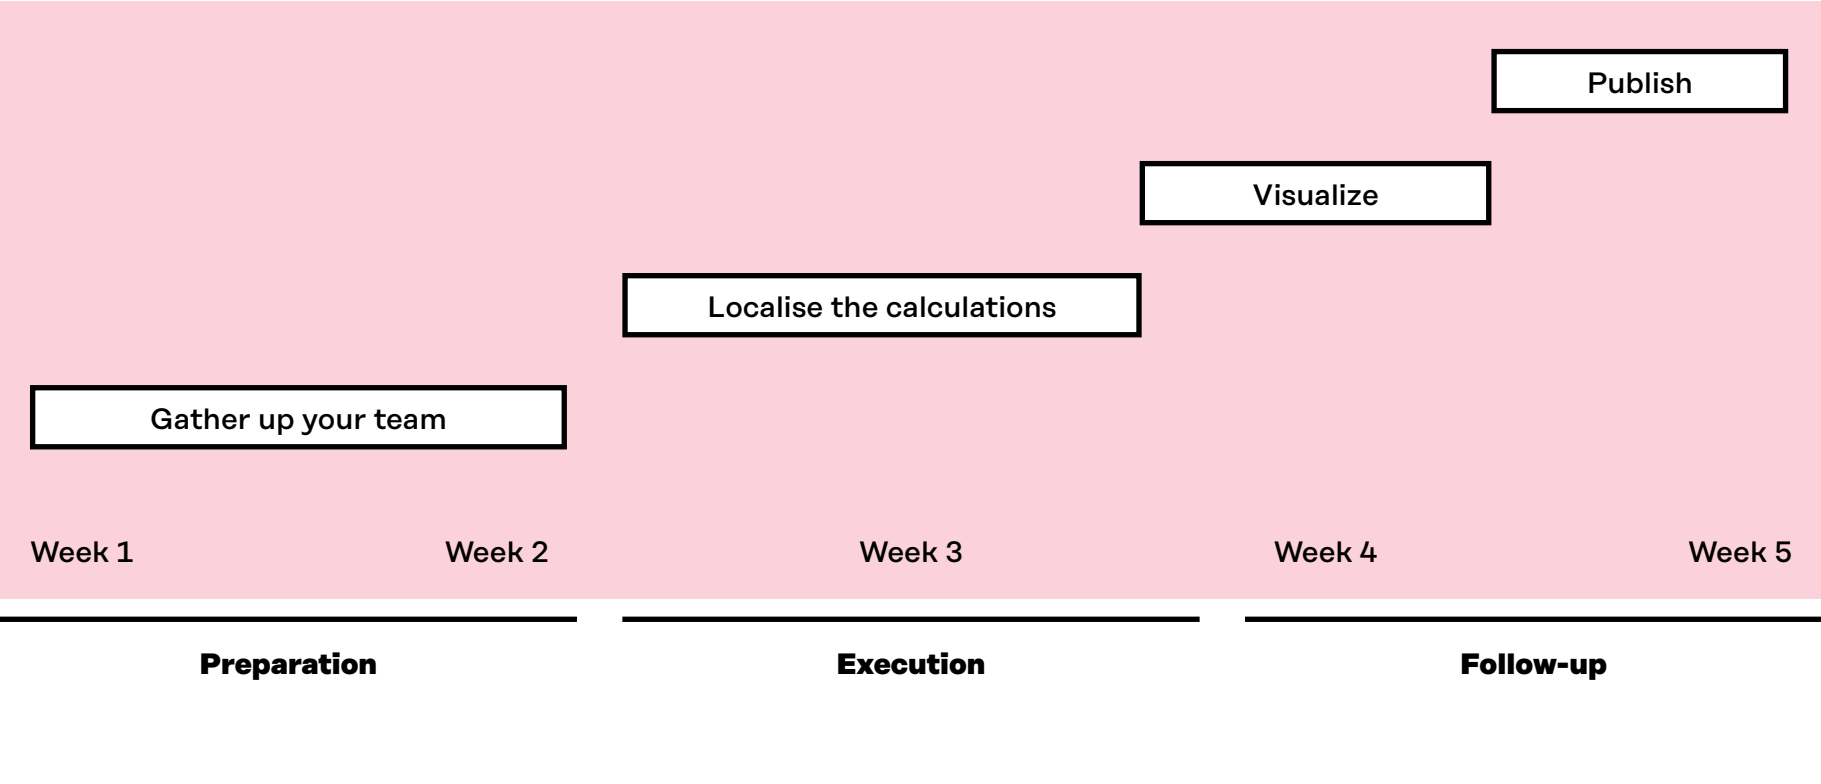 Publish
Visualize
Localise the calculations
Gather up your team
Week 1 Week 2 Week 3 Week 4 Week 5
Preparation Execution Follow-up